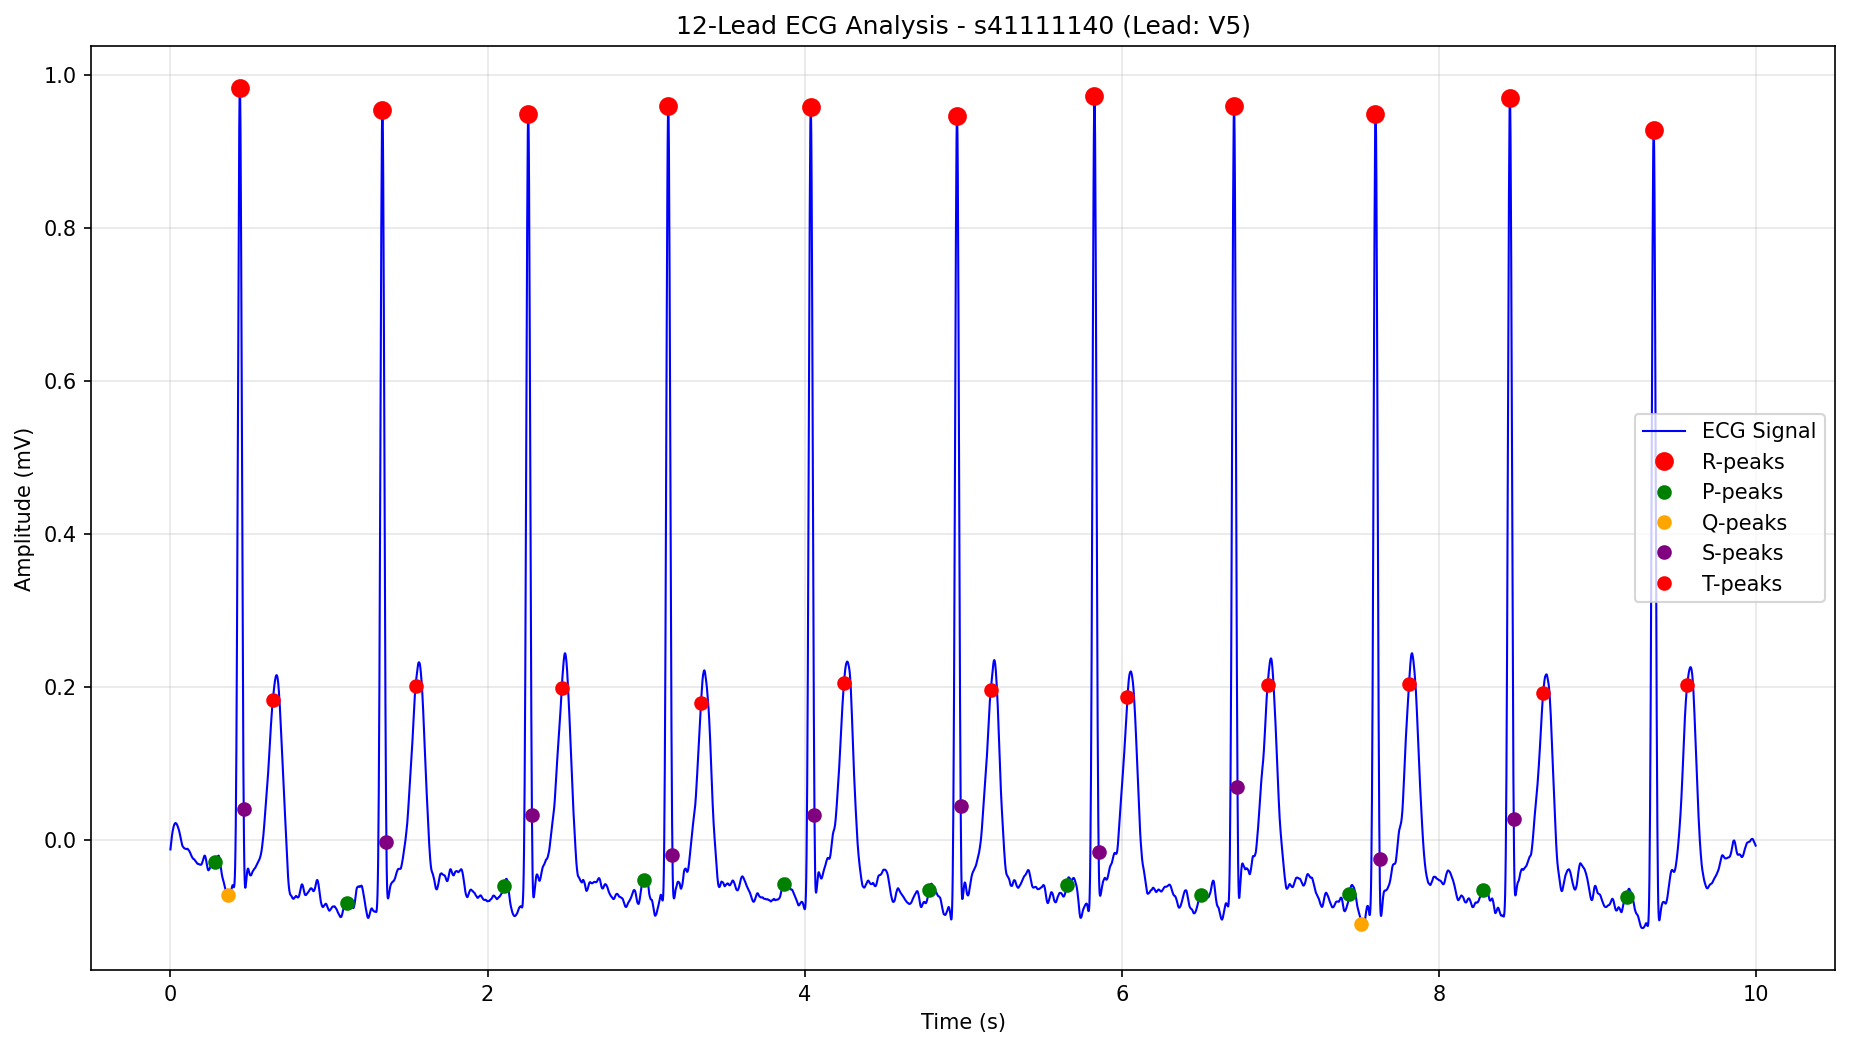 12-Lead ECG Analysis - s41111140 (Lead: V5)
1.0
0.8
0.6
0.4
0.2
0.0
Amplitude (mV)
ECG Signal
R-peaks
P-peaks
Q-peaks
S-peaks
T-peaks
0 2 4 6 8 10
Time (s)